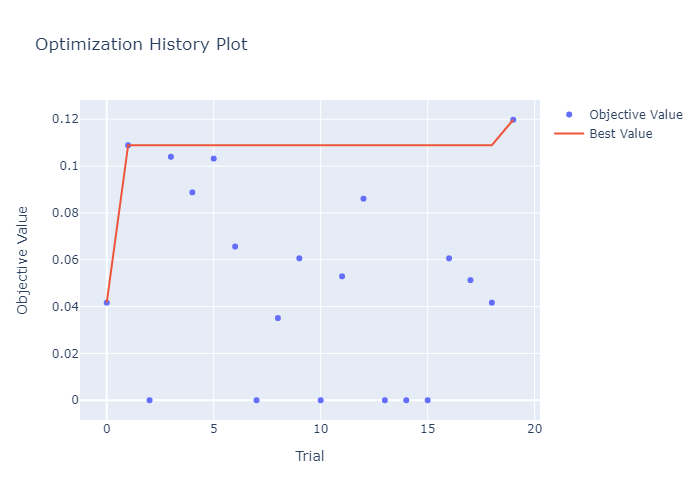 Optimization History Plot
Objective Value
Best Value
0.12
0.1
0.08
0.06
0.04
0.02
0
Objective Value
0
5
10
15
20
Trial